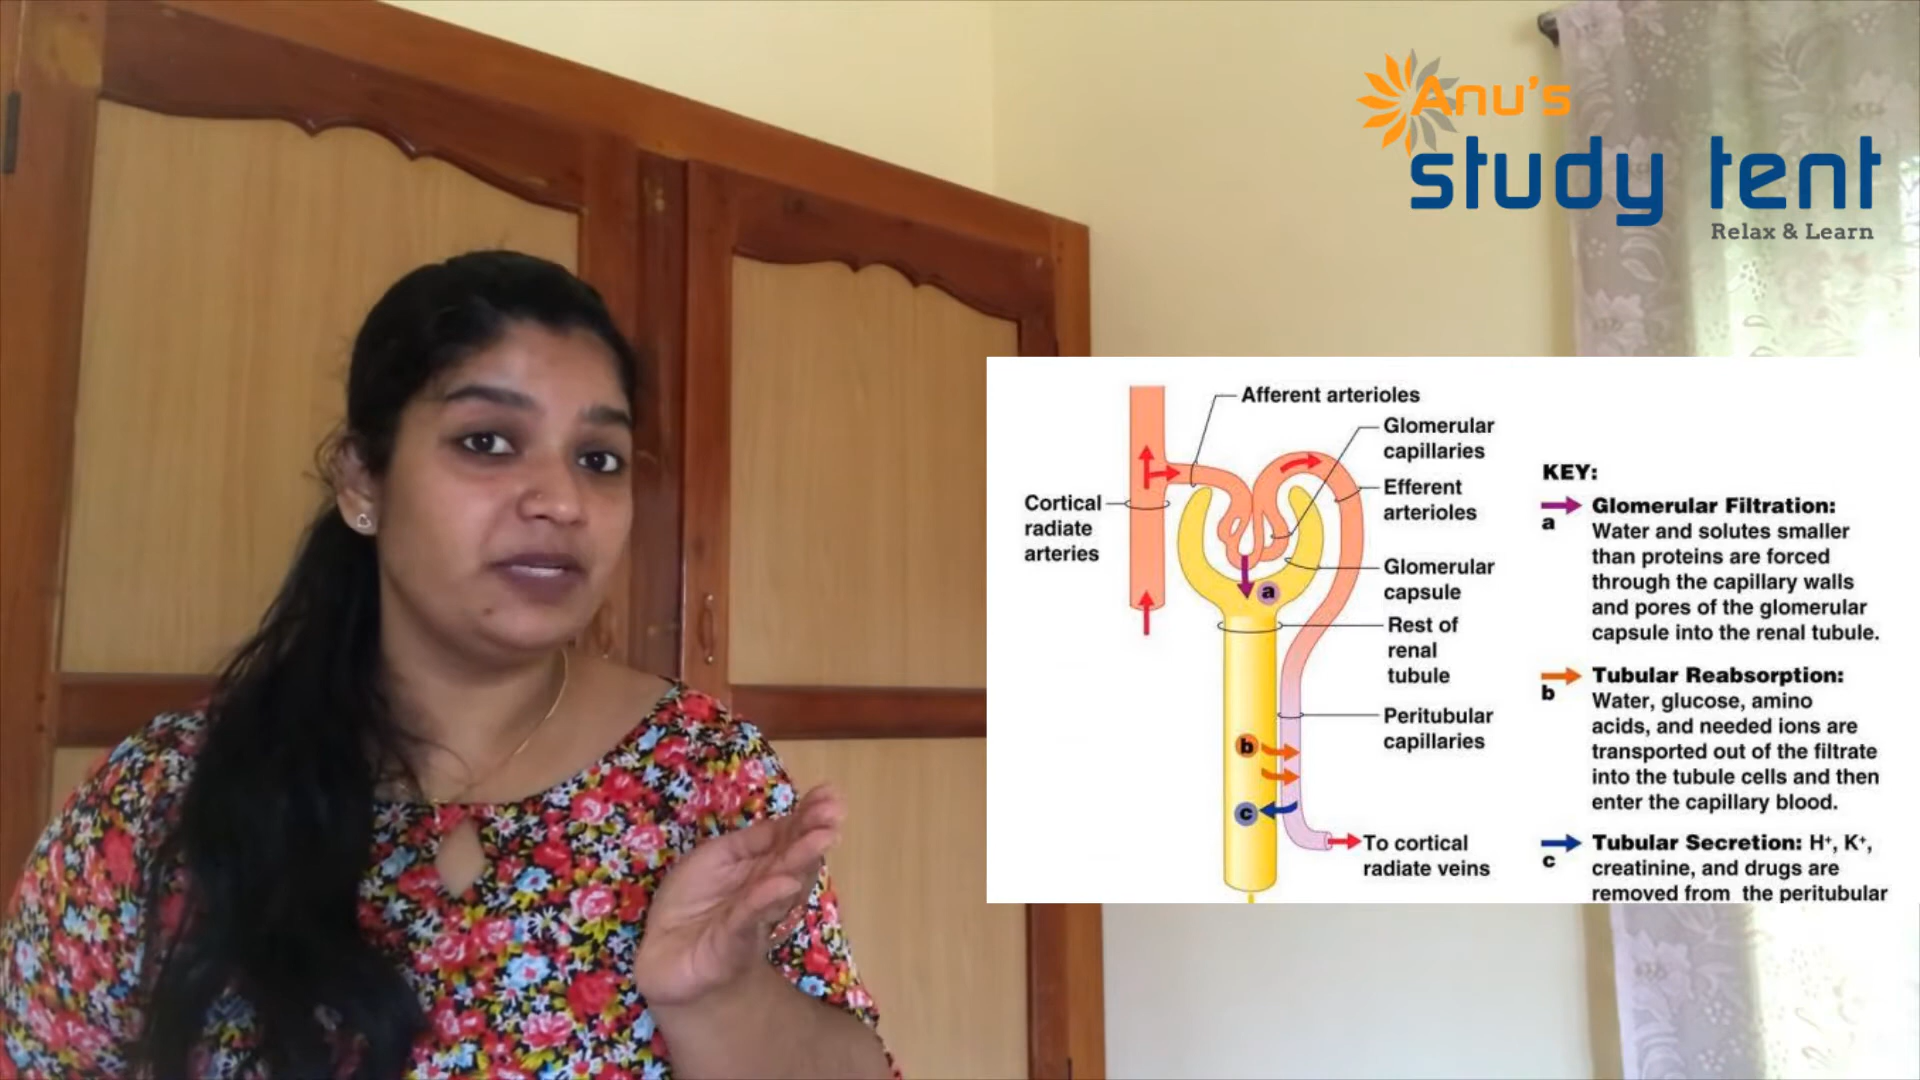 Anu's
study tent
Relax & Learn
Afferent arterioles
Glomerular
capillaries
Efferent
arterioles
Cortical
radiate
arteries
Glomerular
capsule
a
Rest of
renal
tubule
Peritubular
capillaries
b
c
To cortical
radiate veins
KEY:
a
Glomerular Filtration:
Water and solutes smaller
than proteins are forced
through the capillary walls
and pores of the glomerular
capsule into the renal tubule.
b
Tubular Reabsorption:
Water, glucose, amino
acids, and needed ions are
transported out of the filtrate
into the tubule cells and then
enter the capillary blood.
c
Tubular Secretion: H⁺, K⁺,
creatinine, and drugs are
removed from the peritubular